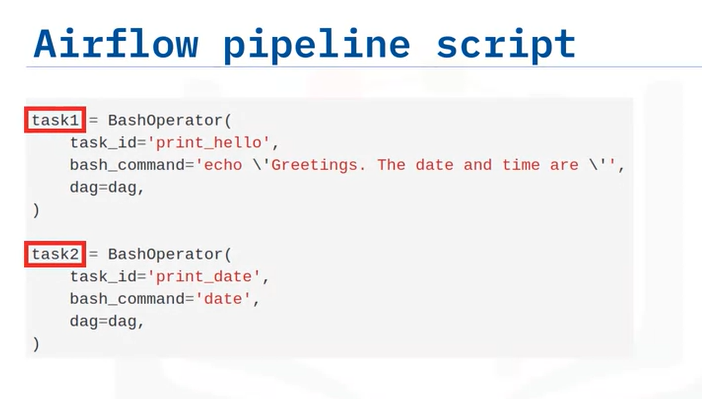 Airflow pipeline script
task1 = BashOperator(
    task_id='print_hello',
    bash_command='echo \'Greetings. The date and time are \'',
    dag=dag,
)
task2 = BashOperator(
    task_id='print_date',
    bash_command='date',
    dag=dag,
)